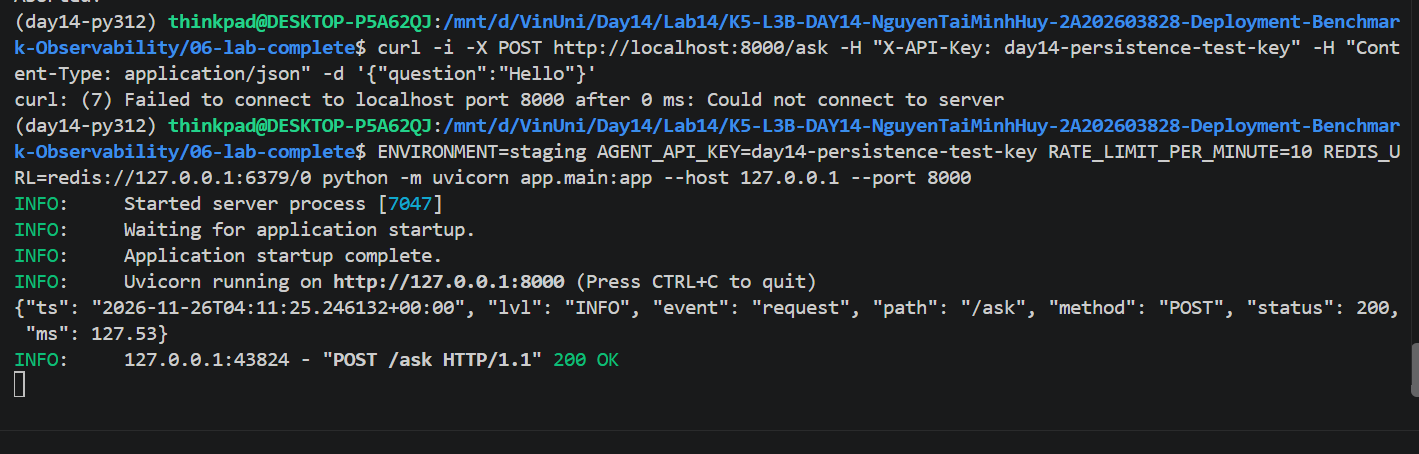 (day14-py312) thinkpad@DESKTOP-P5A62QJ:/mnt/d/VinUni/Day14/Lab14/K5-L3B-DAY14-NguyenTaiMinhHuy-2A202603828-Deployment-Benchmar
k-Observability/06-lab-complete$ curl -i -X POST http://localhost:8000/ask -H "X-API-Key: day14-persistence-test-key" -H "Cont
ent-Type: application/json" -d '{"question":"Hello"}'
curl: (7) Failed to connect to localhost port 8000 after 0 ms: Could not connect to server
(day14-py312) thinkpad@DESKTOP-P5A62QJ:/mnt/d/VinUni/Day14/Lab14/K5-L3B-DAY14-NguyenTaiMinhHuy-2A202603828-Deployment-Benchmar
k-Observability/06-lab-complete$ ENVIRONMENT=staging AGENT_API_KEY=day14-persistence-test-key RATE_LIMIT_PER_MINUTE=10 REDIS_U
RL=redis://127.0.0.1:6379/0 python -m uvicorn app.main:app --host 127.0.0.1 --port 8000
INFO:     Started server process [7047]
INFO:     Waiting for application startup.
INFO:     Application startup complete.
INFO:     Uvicorn running on http://127.0.0.1:8000 (Press CTRL+C to quit)
{"ts": "2026-11-26T04:11:25.246132+00:00", "lvl": "INFO", "event": "request", "path": "/ask", "method": "POST", "status": 200,
 "ms": 127.53}
INFO:     127.0.0.1:43824 - "POST /ask HTTP/1.1" 200 OK